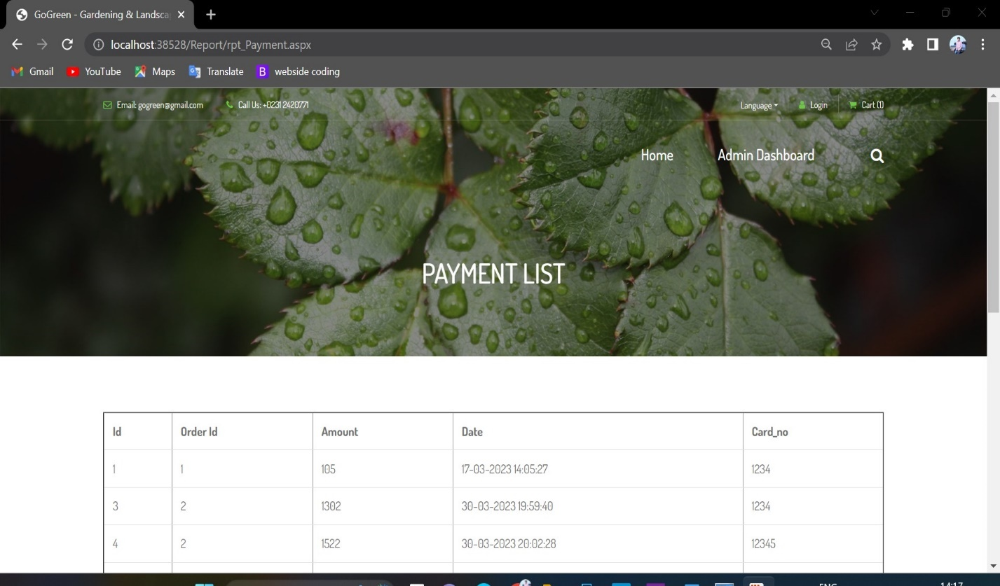 GoGreen - Gardening & Landsca
localhost:38528/Report/rpt_Payment.aspx
Gmail YouTube Maps Translate B webside coding
Email: gogreen@gmail.com Call Us: +0231 2420771 Language Login Cart (1)
Home Admin Dashboard
PAYMENT LIST
Id Order Id Amount Date Card_no
1 1 105 17-03-2023 14:05:27 1234
3 2 1302 30-03-2023 19:59:40 1234
4 2 1522 30-03-2023 20:02:28 12345
ENG 14:17